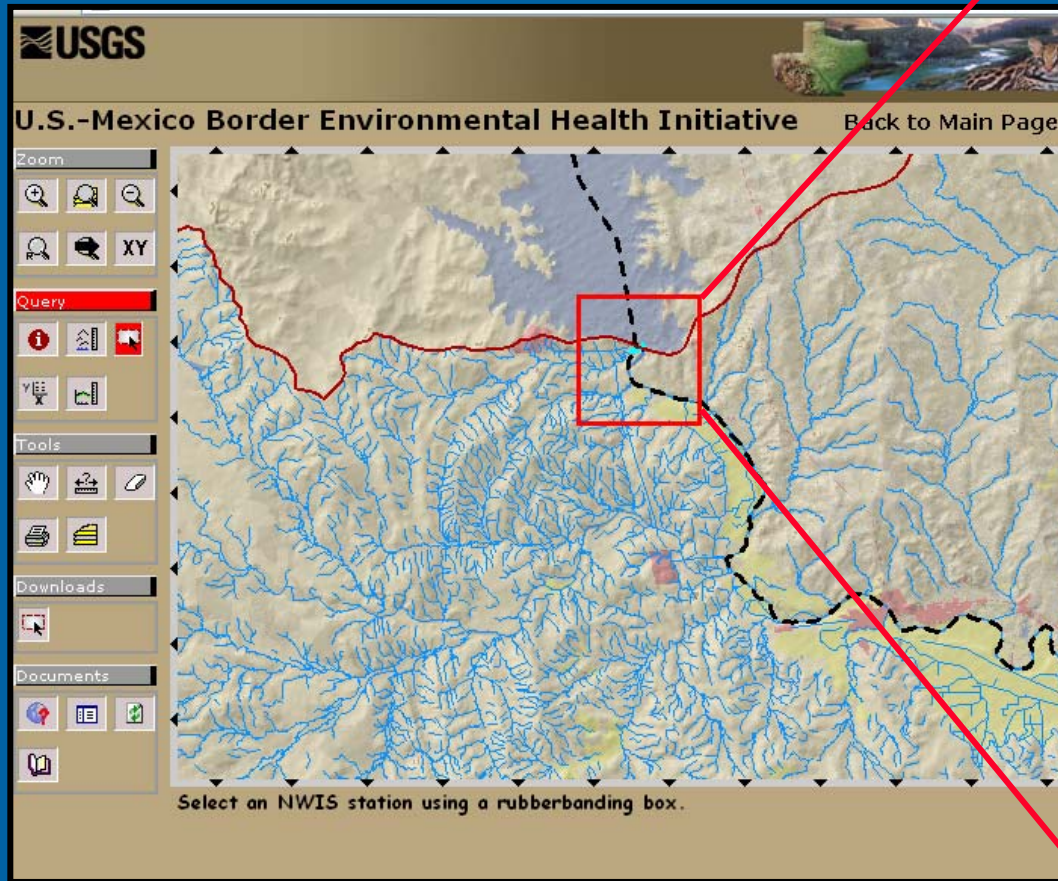 USGS
U.S.-Mexico Border Environmental Health Initiative Back to Main Page
Zoom
XY
Query
Y
X
Tools
?
Downloads
Documents
?
Select an NWIS station using a rubberbanding box.